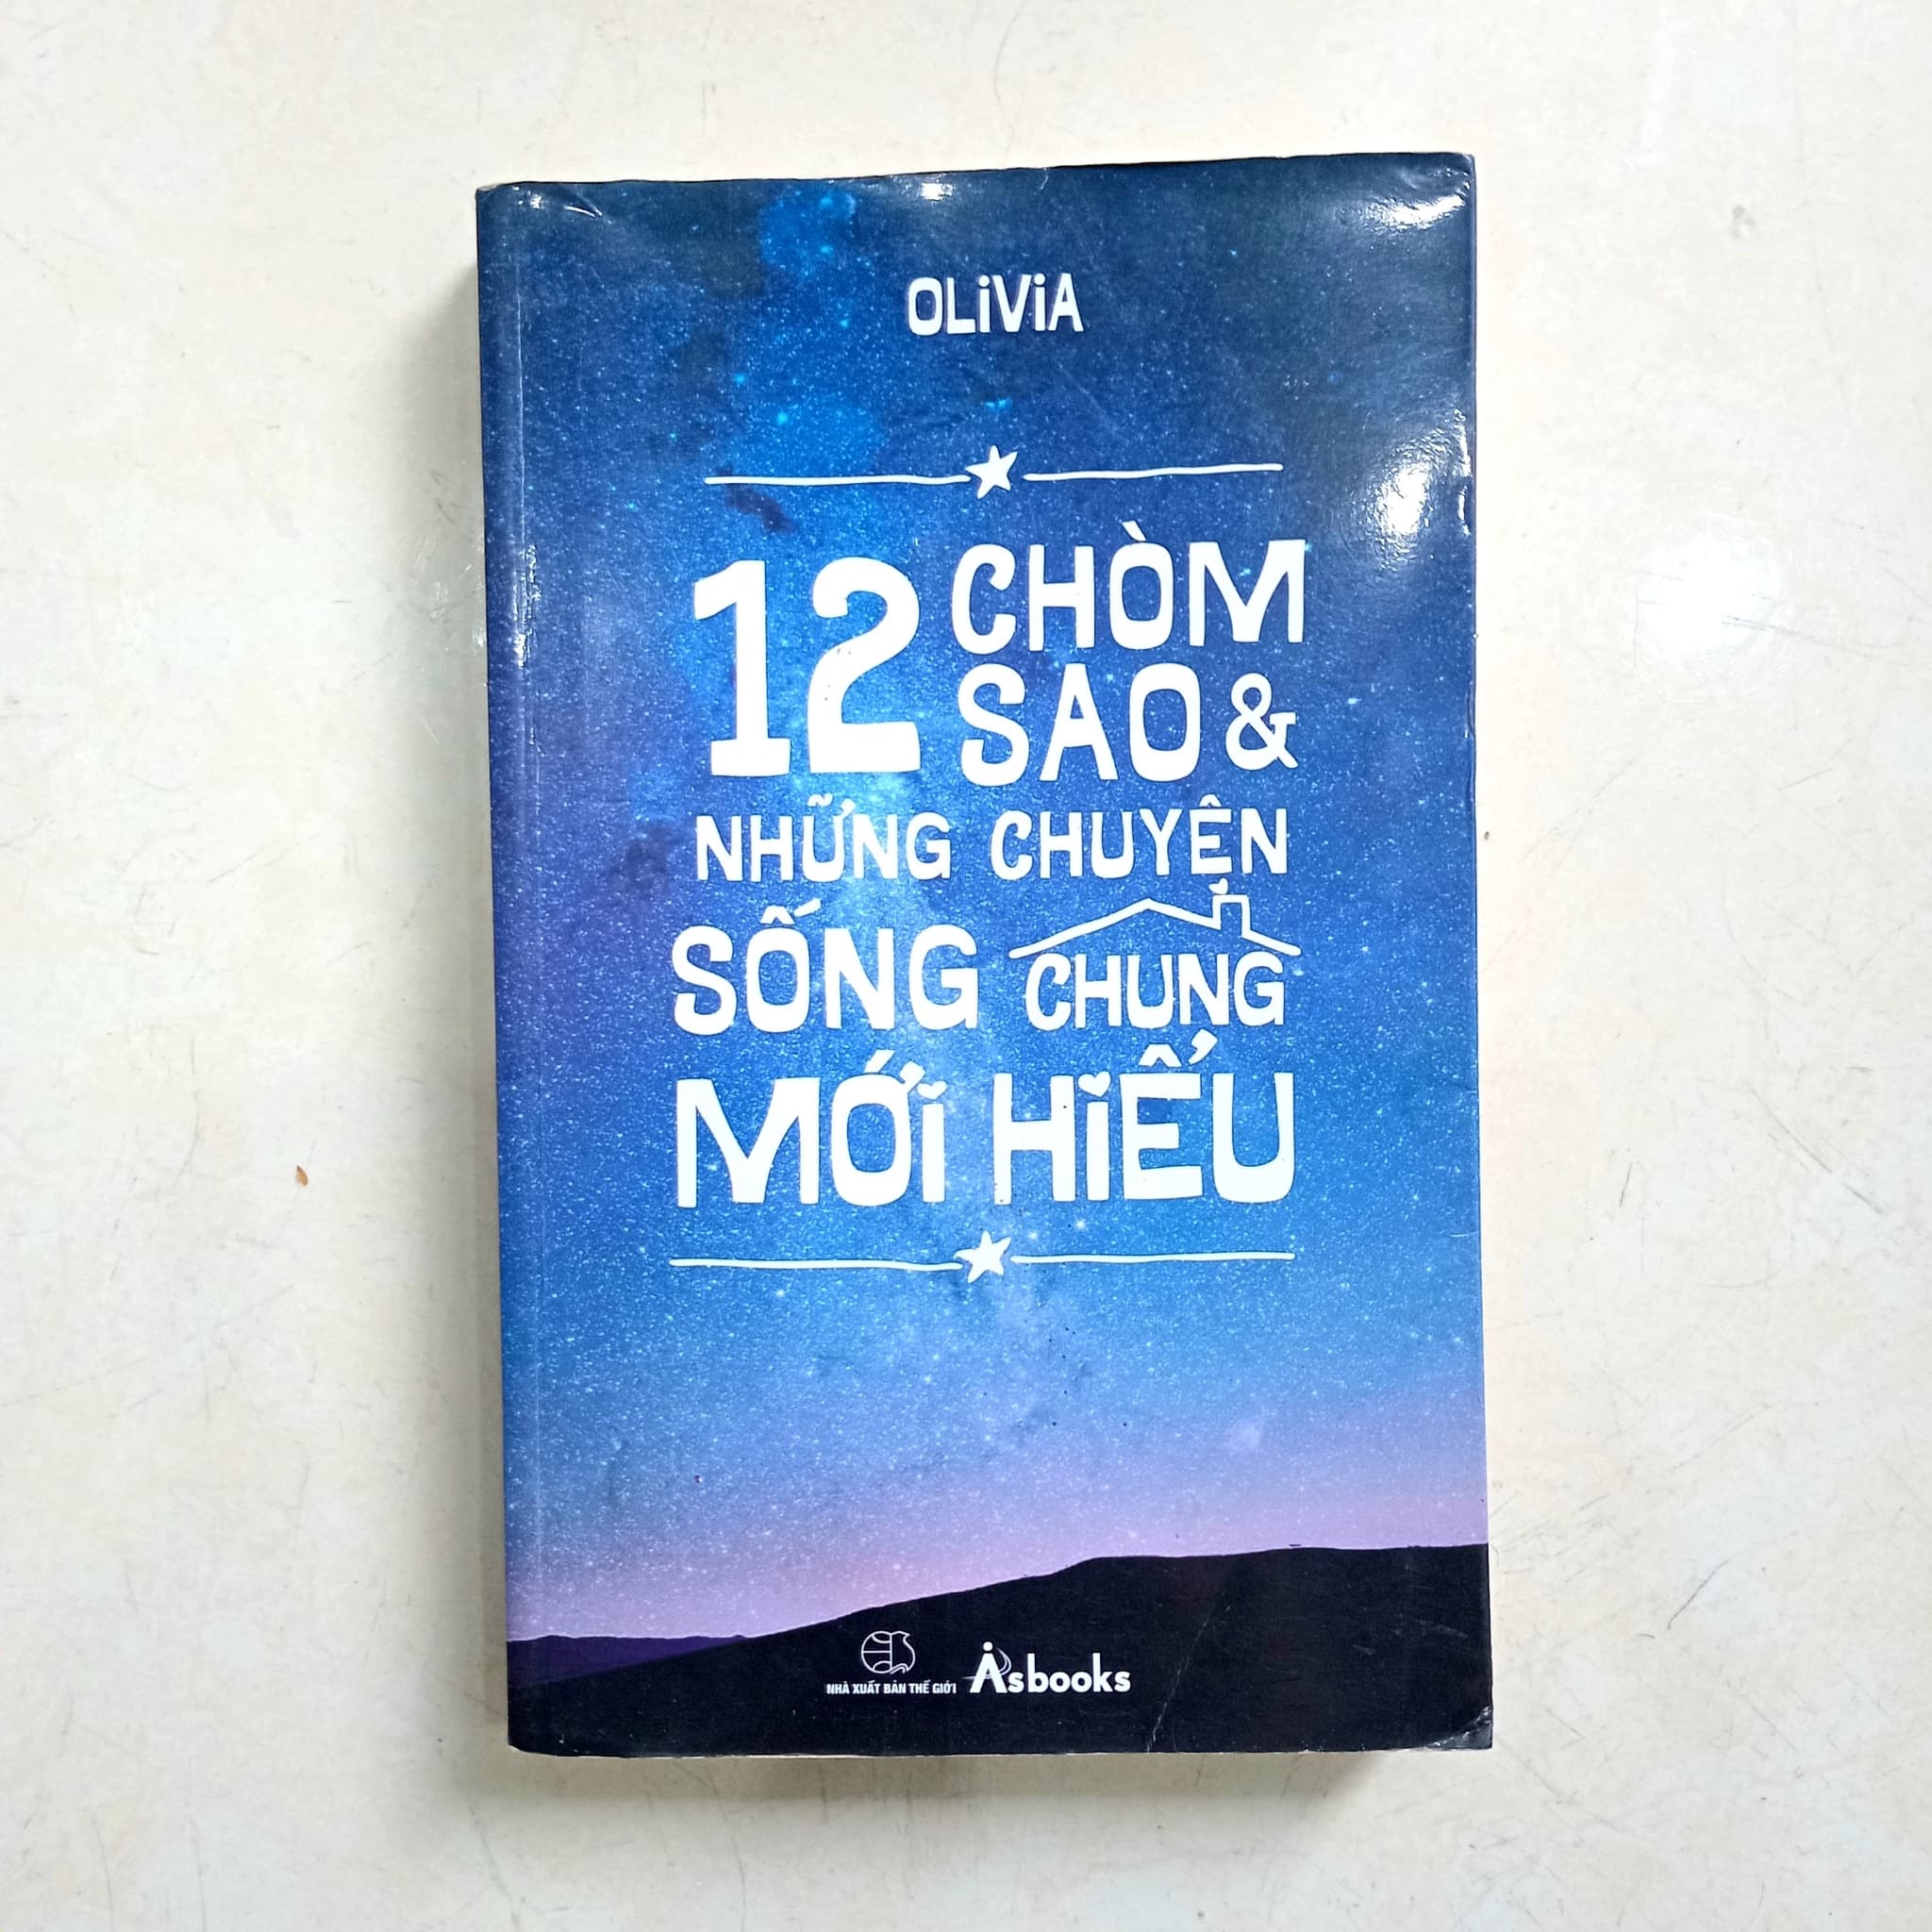 OLiViA
12 CHÒM
SAO &
NHỮNG CHUYỆN
SỐNG CHUNG
MỚI HIỂU
NHÀ XUẤT BẢN THẾ GIỚI Asbooks